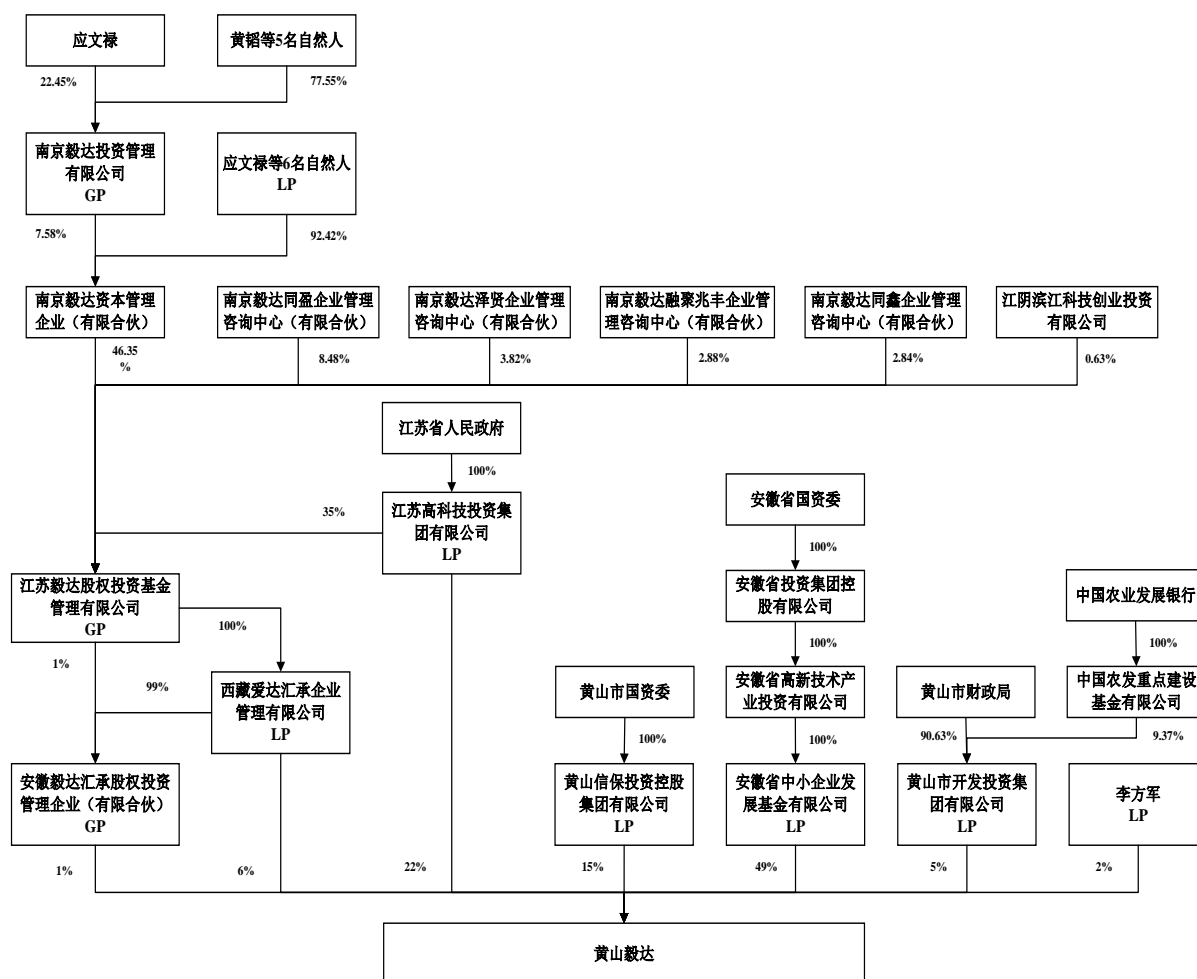 应文禄
黄韬等5名自然人
22.45%
77.55%
南京毅达投资管理
有限公司
GP
应文禄等6名自然人
LP
7.58%
92.42%
南京毅达资本管理
企业（有限合伙）
南京毅达同盈企业管理
咨询中心（有限合伙）
南京毅达泽贤企业管理
咨询中心（有限合伙）
南京毅达融聚兆丰企业管
理咨询中心（有限合伙）
南京毅达同鑫企业管理
咨询中心（有限合伙）
江阴滨江科技创业投资
有限公司
46.35
%
8.48%
3.82%
2.88%
2.84%
0.63%
江苏省人民政府
100%
安徽省国资委
35%
江苏高科技投资集
团有限公司
LP
100%
江苏毅达股权投资基金
管理有限公司
GP
安徽省投资集团控
股有限公司
中国农业发展银行
100%
100%
100%
1%
99%
西藏爱达汇承企业
管理有限公司
LP
黄山市国资委
安徽省高新技术产
业投资有限公司
黄山市财政局
中国农发重点建设
基金有限公司
100%
100%
90.63%
9.37%
安徽毅达汇承股权投资
管理企业（有限合伙）
GP
黄山信保投资控股
集团有限公司
LP
安徽省中小企业发
展基金有限公司
LP
黄山市开发投资集
团有限公司
LP
李方军
LP
1%
6%
22%
15%
49%
5%
2%
黄山毅达